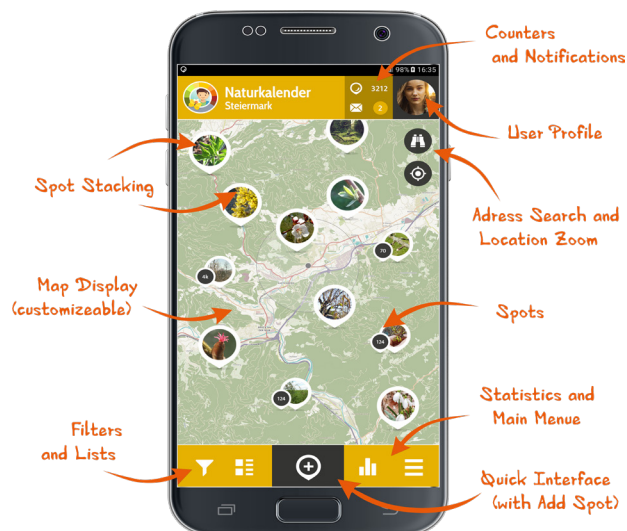 Counters
and Notifications
98% 16:35
Naturkalender
Steiermark
3212
2
User Profile
Spot Stacking
Adress Search and
Location Zoom
70
4k
Map Display
(customizeable)
Spots
124
124
Statistics and
Main Menue
Filters
and Lists
Quick Interface
(with Add Spot)